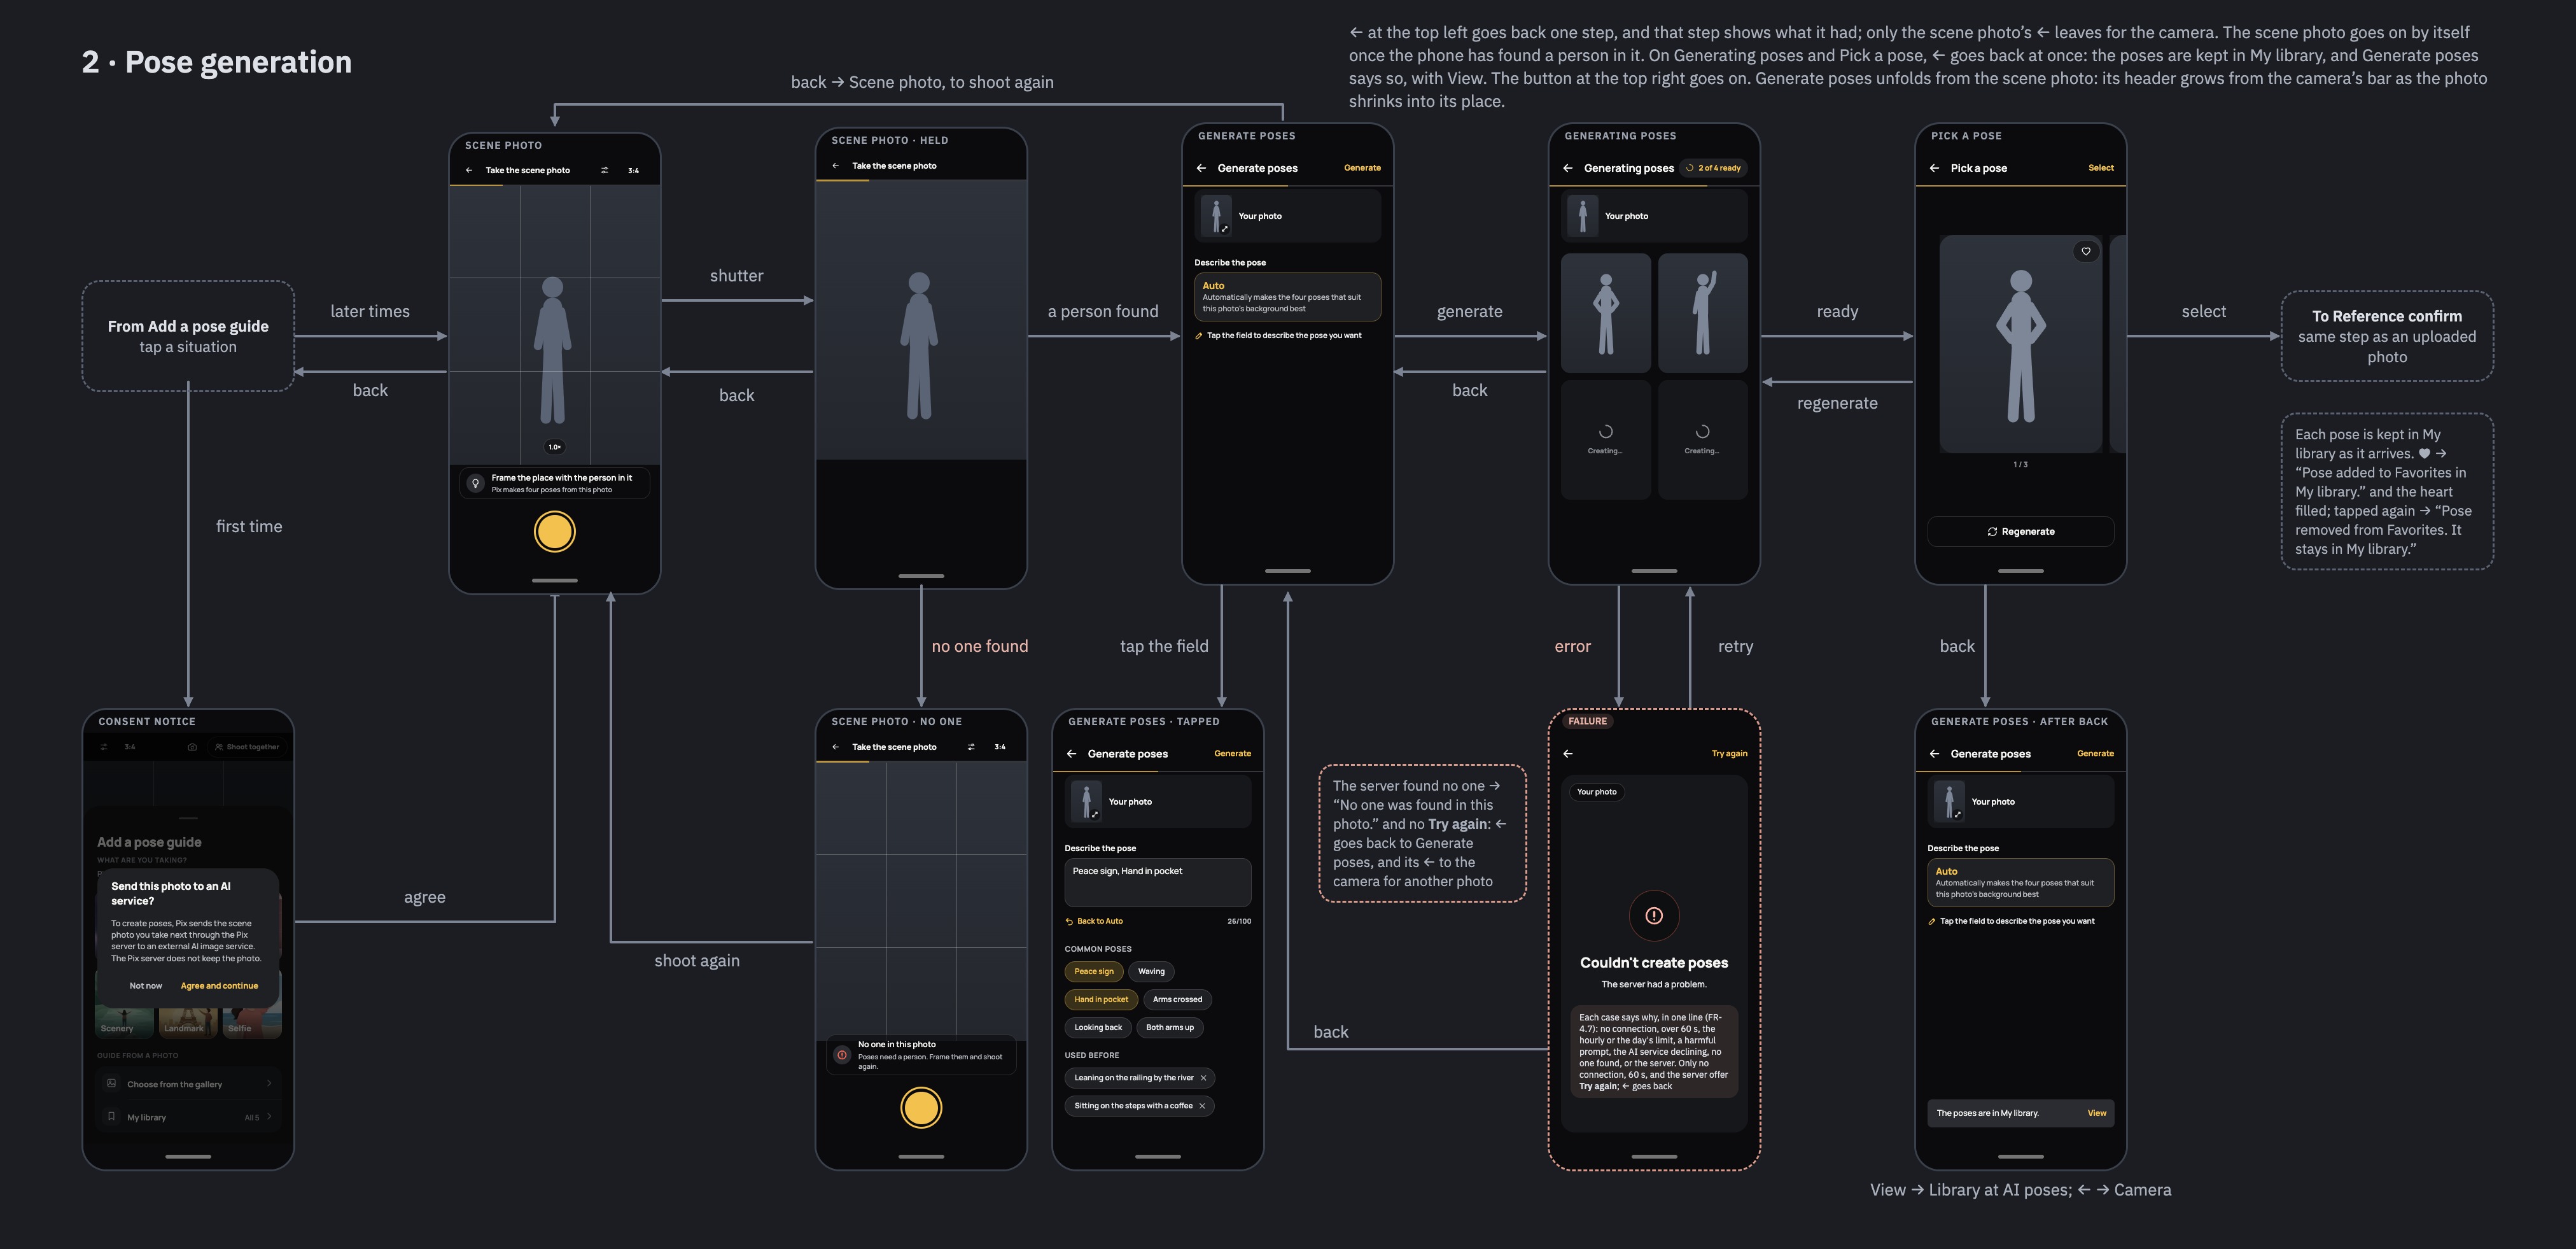 2 · Pose generation
← at the top left goes back one step, and that step shows what it had; only the scene photo's ← leaves for the camera. The scene photo goes on by itself
once the phone has found a person in it. On Generating poses and Pick a pose, ← goes back at once: the poses are kept in My library, and Generate poses
says so, with View. The button at the top right goes on. Generate poses unfolds from the scene photo: its header grows from the camera's bar as the photo
shrinks into its place.
back → Scene photo, to shoot again
From Add a pose guide
tap a situation
later times
back
first time
SCENE PHOTO
← Take the scene photo 3:4
1.0×
Frame the place with the person in it
Pix makes four poses from this photo
shutter
back
SCENE PHOTO · HELD
← Take the scene photo
a person found
no one found
GENERATE POSES
← Generate poses Generate
Your photo
Describe the pose
Auto
Automatically makes the four poses that suit
this photo's background best
Tap the field to describe the pose you want
generate
back
tap the field
GENERATING POSES
← Generating poses 2 of 4 ready
Your photo
Creating...
Creating...
ready
regenerate
error
retry
PICK A POSE
← Pick a pose Select
1 / 3
Regenerate
select
back
To Reference confirm
same step as an uploaded
photo
Each pose is kept in My
library as it arrives. ♥ →
“Pose added to Favorites in
My library.” and the heart
filled; tapped again → “Pose
removed from Favorites. It
stays in My library.”
CONSENT NOTICE
3:4 Shoot together
Add a pose guide
WHAT ARE YOU TAKING?
Send this photo to an AI
service?
To create poses, Pix sends the scene
photo you take next through the Pix
server to an external AI image service.
The Pix server does not keep the photo.
Not now Agree and continue
Scenery Landmark Selfie
GUIDE FROM A PHOTO
Choose from the gallery
My library All 5
agree
shoot again
SCENE PHOTO · NO ONE
← Take the scene photo 3:4
No one in this photo
Poses need a person. Frame them and shoot
again.
GENERATE POSES · TAPPED
← Generate poses Generate
Your photo
Describe the pose
Peace sign, Hand in pocket
Back to Auto 26/100
COMMON POSES
Peace sign Waving
Hand in pocket Arms crossed
Looking back Both arms up
USED BEFORE
Leaning on the railing by the river ×
Sitting on the steps with a coffee ×
The server found no one →
“No one was found in this
photo.” and no Try again: ←
goes back to Generate
poses, and its ← to the
camera for another photo
back
FAILURE
← Try again
Your photo
Couldn't create poses
The server had a problem.
Each case says why, in one line (FR-
4.7): no connection, over 60 s, the
hourly or the day's limit, a harmful
prompt, the AI service declining, no
one found, or the server. Only no
connection, 60 s, and the server offer
Try again; ← goes back
GENERATE POSES · AFTER BACK
← Generate poses Generate
Your photo
Describe the pose
Auto
Automatically makes the four poses that suit
this photo's background best
Tap the field to describe the pose you want
The poses are in My library. View
View → Library at AI poses; ← → Camera